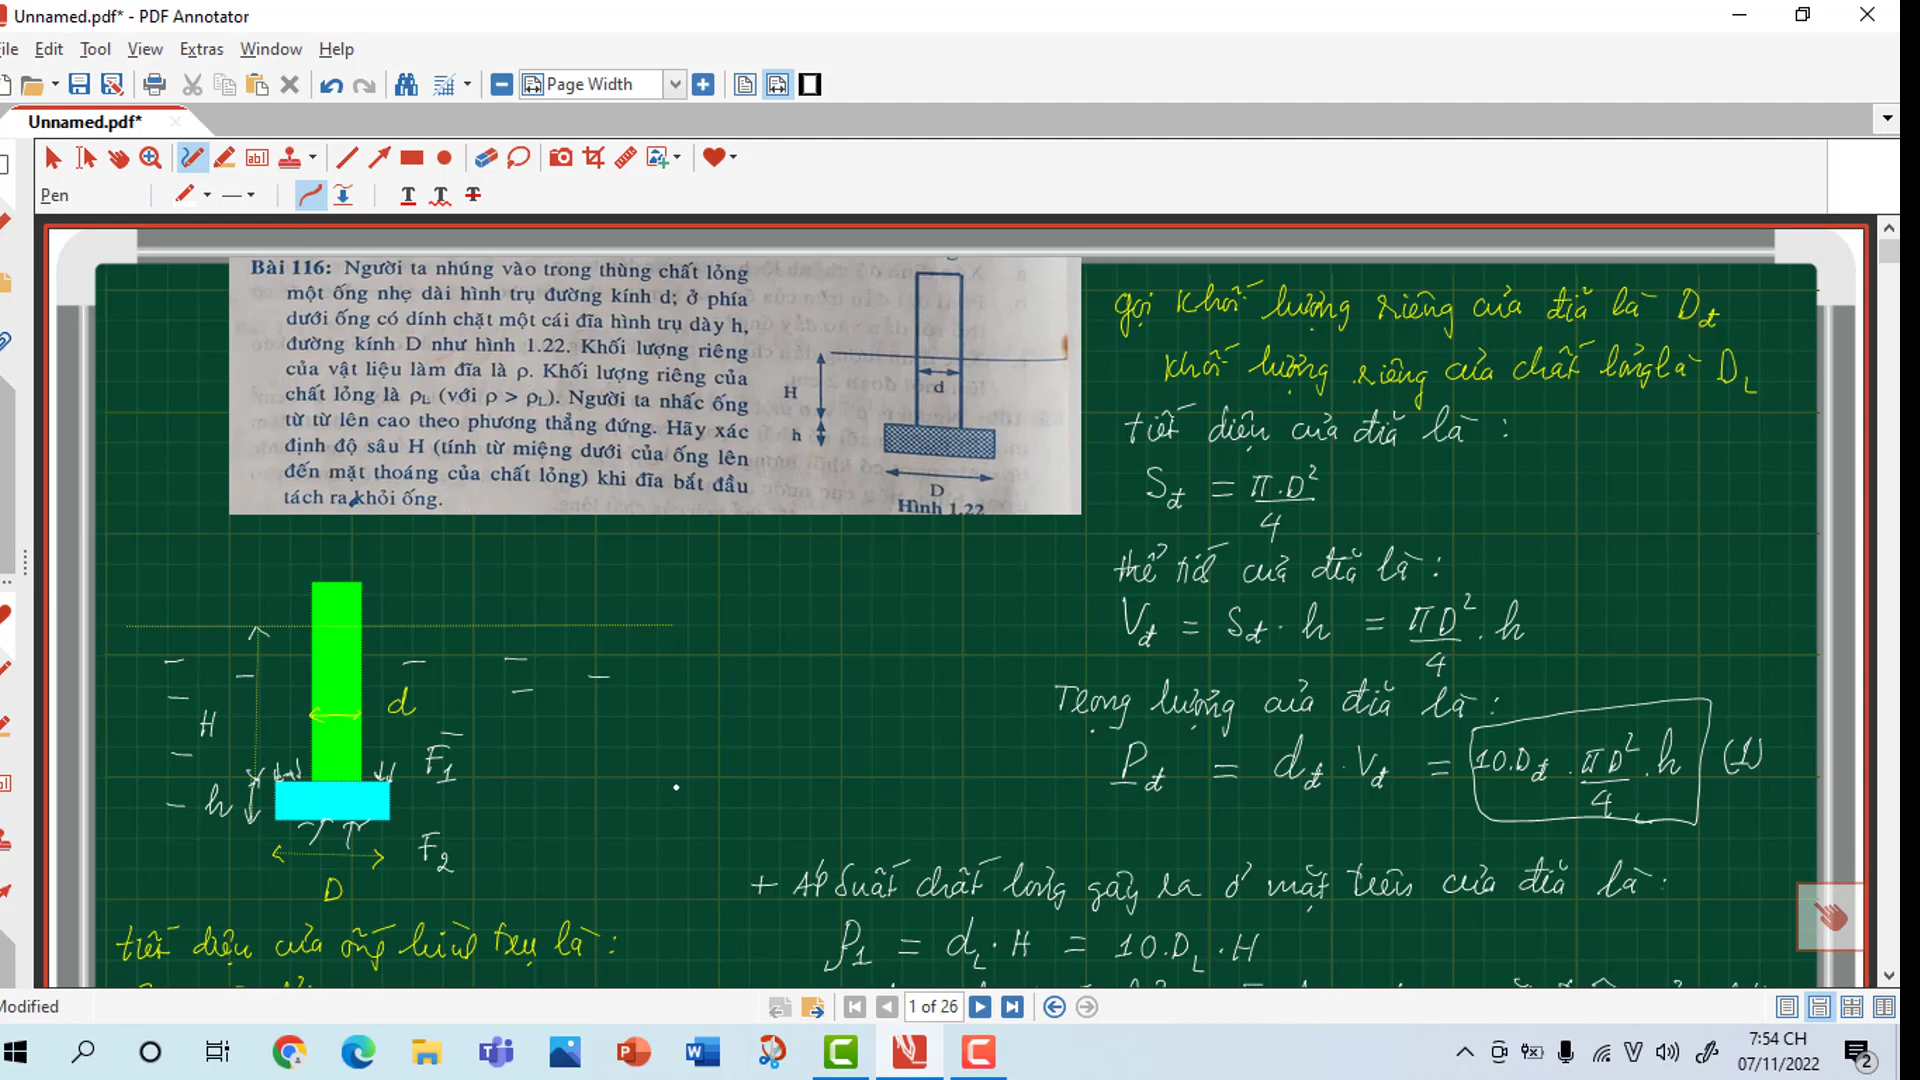 Unnamed.pdf* - PDF Annotator
File Edit Tool View Extras Window Help
Page Width
Unnamed.pdf*
Pen
Bài 116: Người ta nhúng vào trong thùng chất lỏng
một ống nhẹ dài hình trụ đường kính d; ở phía
dưới ống có dính chặt một cái đĩa hình trụ dày h,
đường kính D như hình 1.22. Khối lượng riêng
của vật liệu làm đĩa là ρ. Khối lượng riêng của
chất lỏng là ρL (với ρ > ρL). Người ta nhấc ống
từ từ lên cao theo phương thẳng đứng. Hãy xác
định độ sâu H (tính từ miệng dưới của ống lên
đến mặt thoáng của chất lỏng) khi đĩa bắt đầu
tách ra khỏi ống.
H
d
h
D
Hình 1.22
gọi khối lượng riêng của đĩa là Dđ
khối lượng riêng của chất lỏng là DL
tiết diện của đĩa là :
Sđ = π.D²/4
thể tích của đĩa là :
Vđ = Sđ . h = πD²/4 . h
Trọng lượng của đĩa là :
Pđ = dđ . Vđ = 10.Dđ . πD²/4 . h (1)
H
d
F1
h
F2
D
+ Áp suất chất lỏng gây ra ở mặt trên của đĩa là :
p1 = dL . H = 10.DL . H
tiết diện của ống hình trụ là :
Modified
1 of 26
7:54 CH
07/11/2022
2